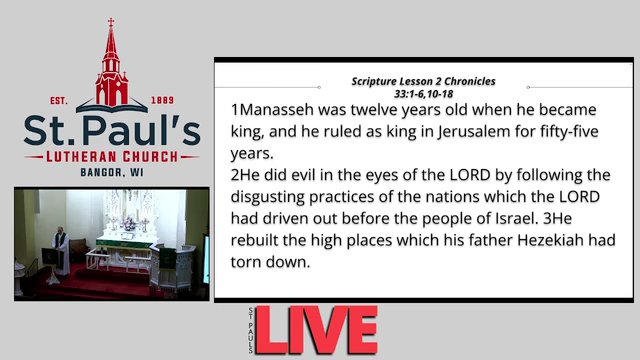 EST. 1889
St. Paul's
LUTHERAN CHURCH
BANGOR, WI
Scripture Lesson 2 Chronicles
33:1-6,10-18
1Manasseh was twelve years old when he became
king, and he ruled as king in Jerusalem for fifty-five
years.
2He did evil in the eyes of the LORD by following the
disgusting practices of the nations which the LORD
had driven out before the people of Israel. 3He
rebuilt the high places which his father Hezekiah had
torn down.
ST PAULS
LIVE